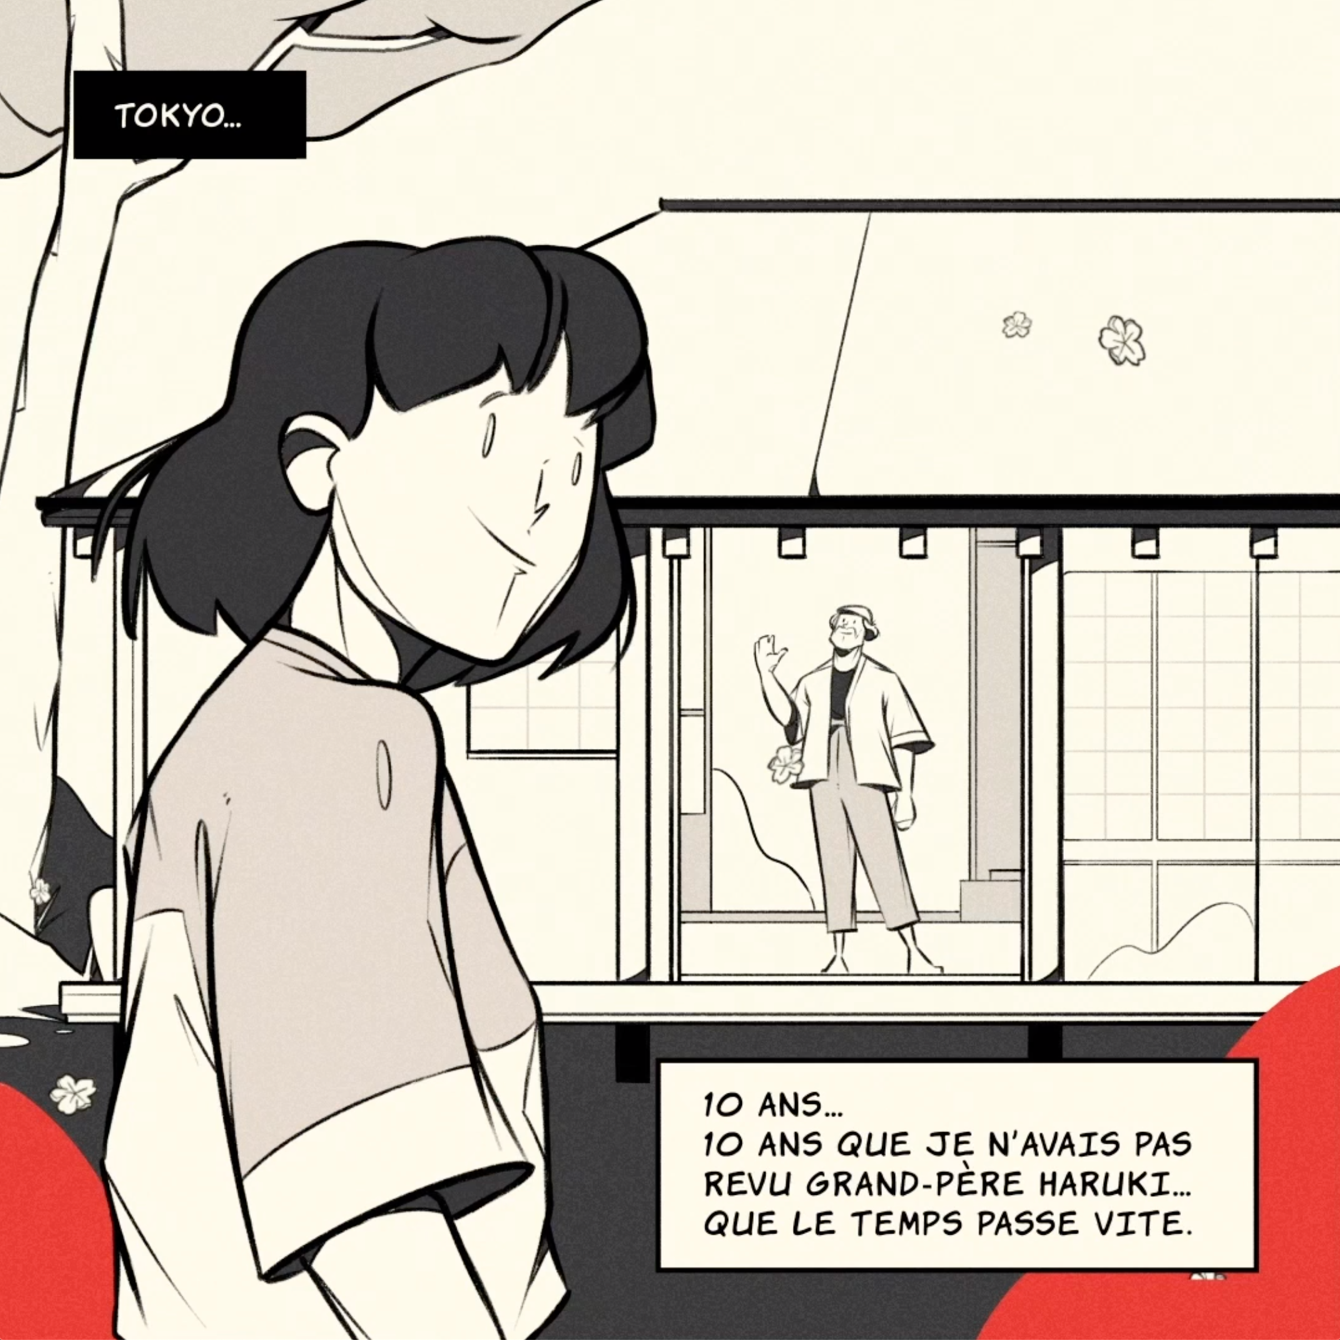 TOKYO...
10 ANS...
10 ANS QUE JE N'AVAIS PAS
REVU GRAND-PÈRE HARUKI...
QUE LE TEMPS PASSE VITE.